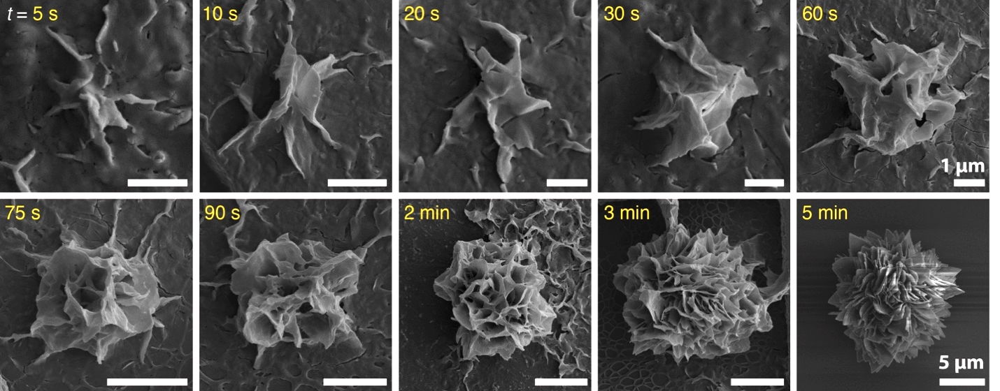 t = 5 s
10 s
20 s
30 s
60 s
1 µm
75 s
90 s
2 min
3 min
5 min
5 µm